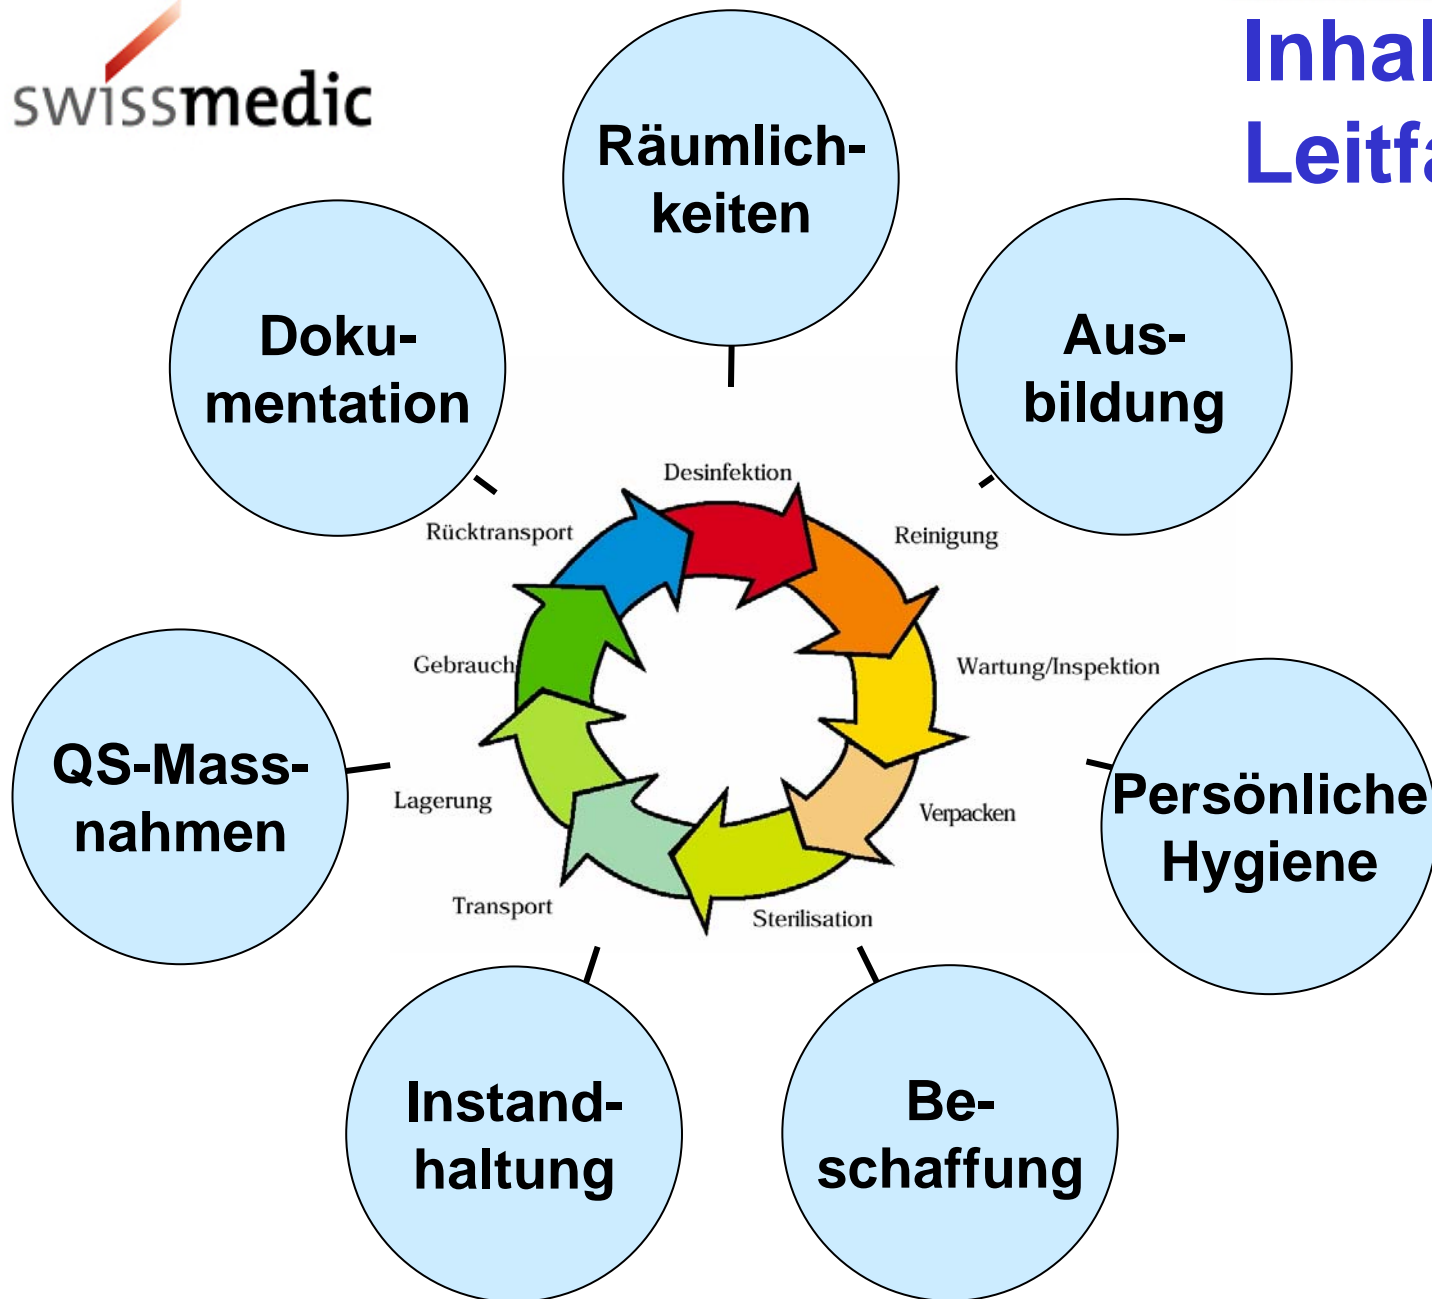 swissmedic
Inhal
Leitfa
Räumlich-
keiten
Doku-
mentation
Aus-
bildung
Desinfektion
Rücktransport
Reinigung
Gebrauch
Wartung/Inspektion
QS-Mass-
nahmen
Lagerung
Verpacken
Persönliche
Hygiene
Transport
Sterilisation
Instand-
haltung
Be-
schaffung